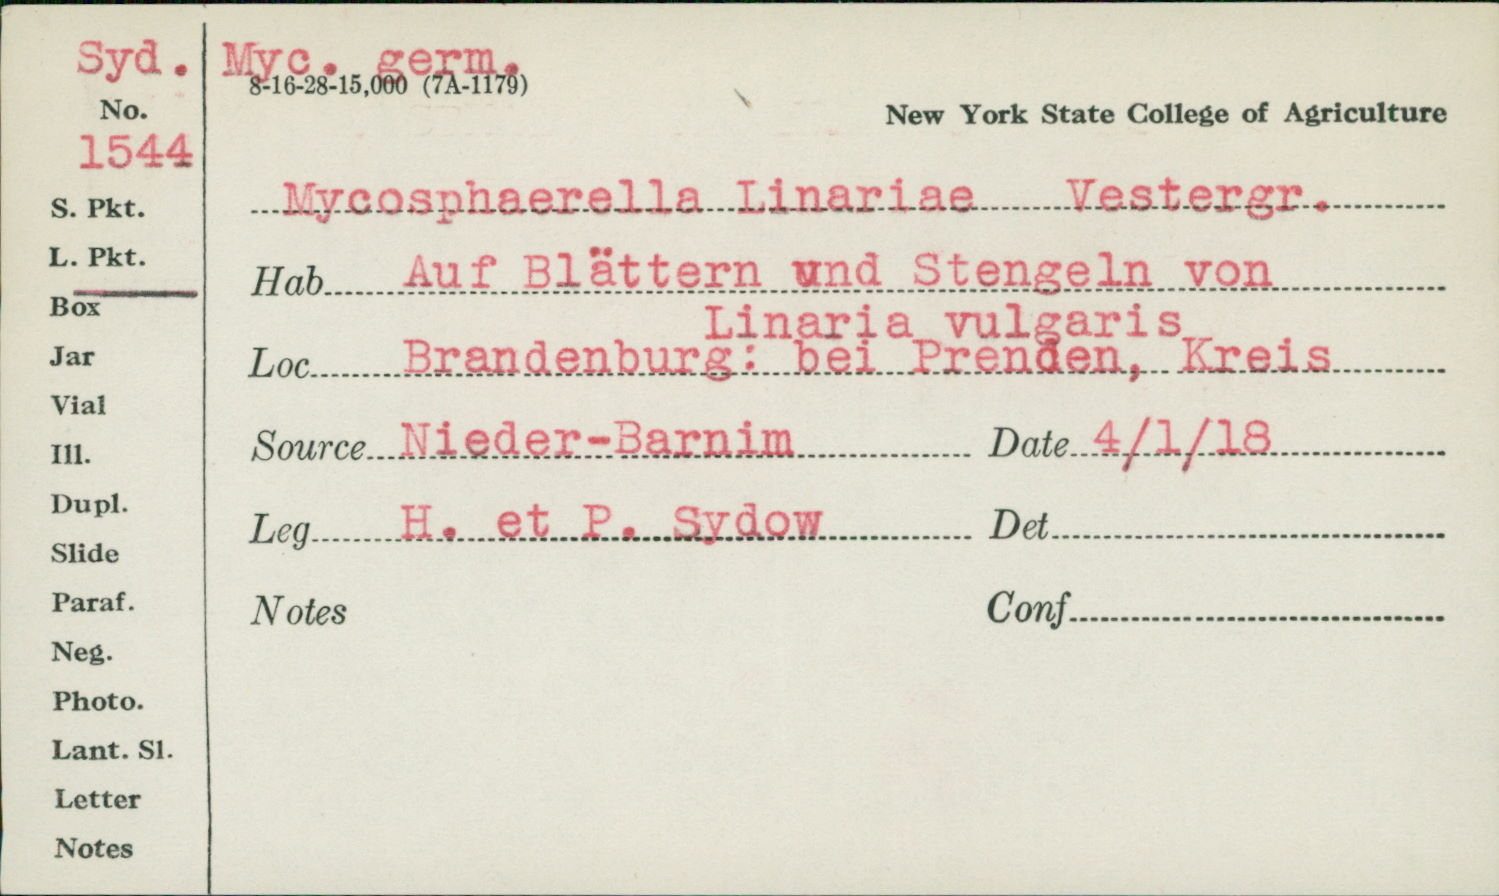 Syd. Myc. germ.
8-16-28-15,000 (7A-1179)
No.
New York State College of Agriculture
1544
Mycosphaerella Linariae Vestergr.
S. Pkt.
L. Pkt.
Hab Auf Blättern und Stengeln von
Linaria vulgaris
Box
Jar
Loc Brandenburg: bei Prenden, Kreis
Vial
Source Nieder-Barnim Date 4/1/18
Ill.
Dupl.
Leg H. et P. Sydow Det
Slide
Paraf.
Notes Conf
Neg.
Photo.
Lant. Sl.
Letter
Notes